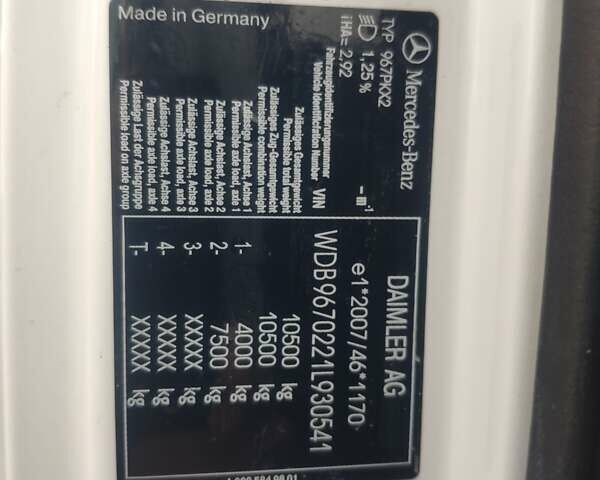 Mercedes-Benz
TYP 967PKX2
1,25%
iHA= 2,92
- m-1
Made in Germany
DAIMLER AG
e1*2007/46*1170
Fahrzeugidentifizierungsnummer
Vehicle Identification Number VIN
WDB9670221L930541
Zulässiges Gesamtgewicht
Permissible total weight
10500 kg
Zulässiges Zug-Gesamtgewicht
Permissible combination weight
10500 kg
Zulässige Achslast, Achse 1
Permissible axle load, axle 1
1- 4000 kg
Zulässige Achslast, Achse 2
Permissible axle load, axle 2
2- 7500 kg
Zulässige Achslast, Achse 3
Permissible axle load, axle 3
3- XXXXX kg
Zulässige Achslast, Achse 4
Permissible axle load, axle 4
4- XXXXX kg
Zulässige Last der Achsgruppe
Permissible load on axle group
T- XXXXX kg